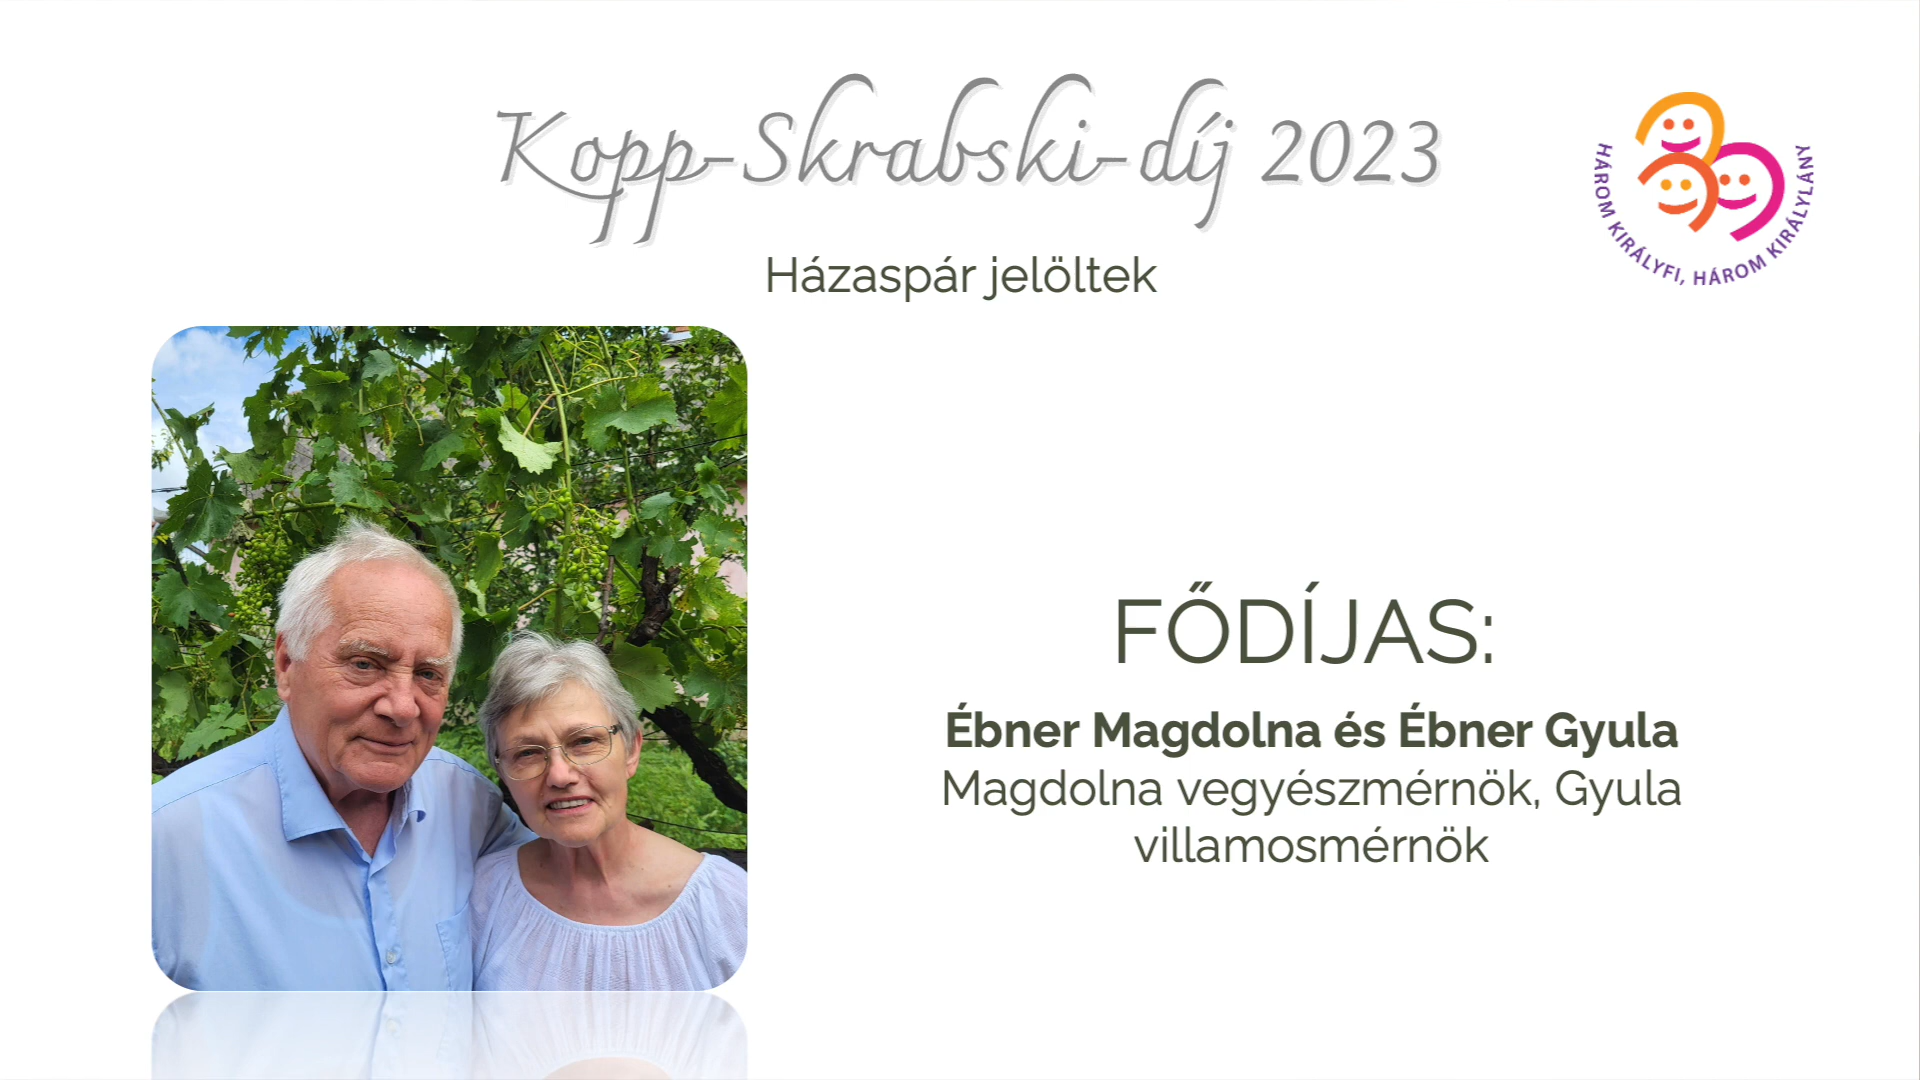 Kopp-Skrabski-díj 2023
HÁROM KIRÁLYFI, HÁROM KIRÁLYLÁNY
Házaspár jelöltek
FŐDÍJAS:
Ébner Magdolna és Ébner Gyula
Magdolna vegyészmérnök, Gyula
villamosmérnök